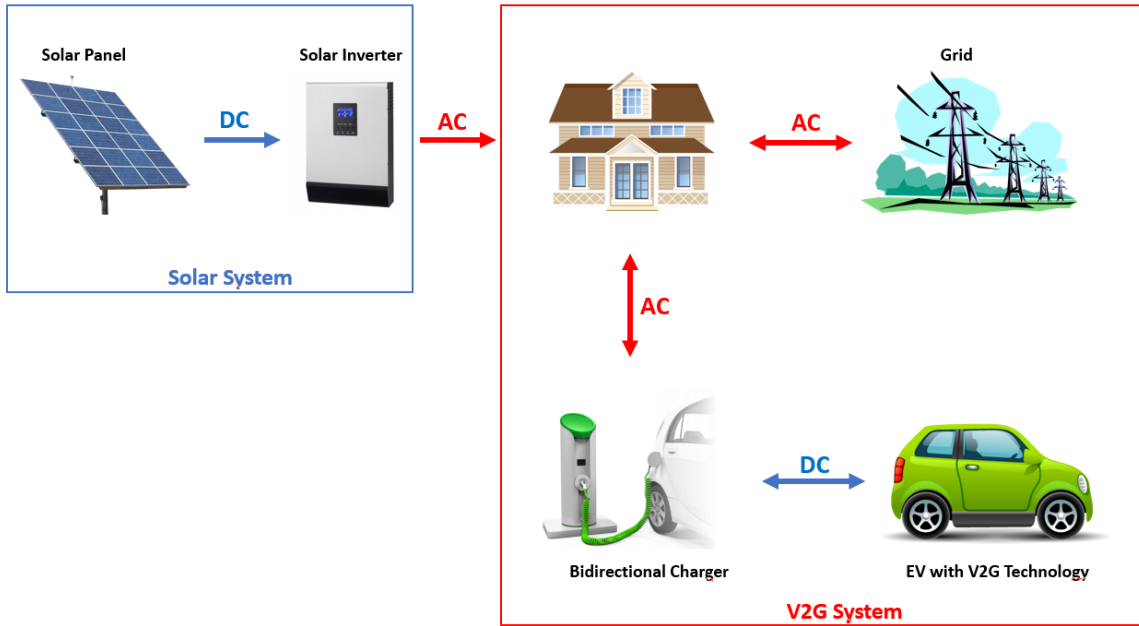 Solar Panel
Solar Inverter
DC
AC
Solar System
Grid
AC
AC
DC
Bidirectional Charger
EV with V2G Technology
V2G System